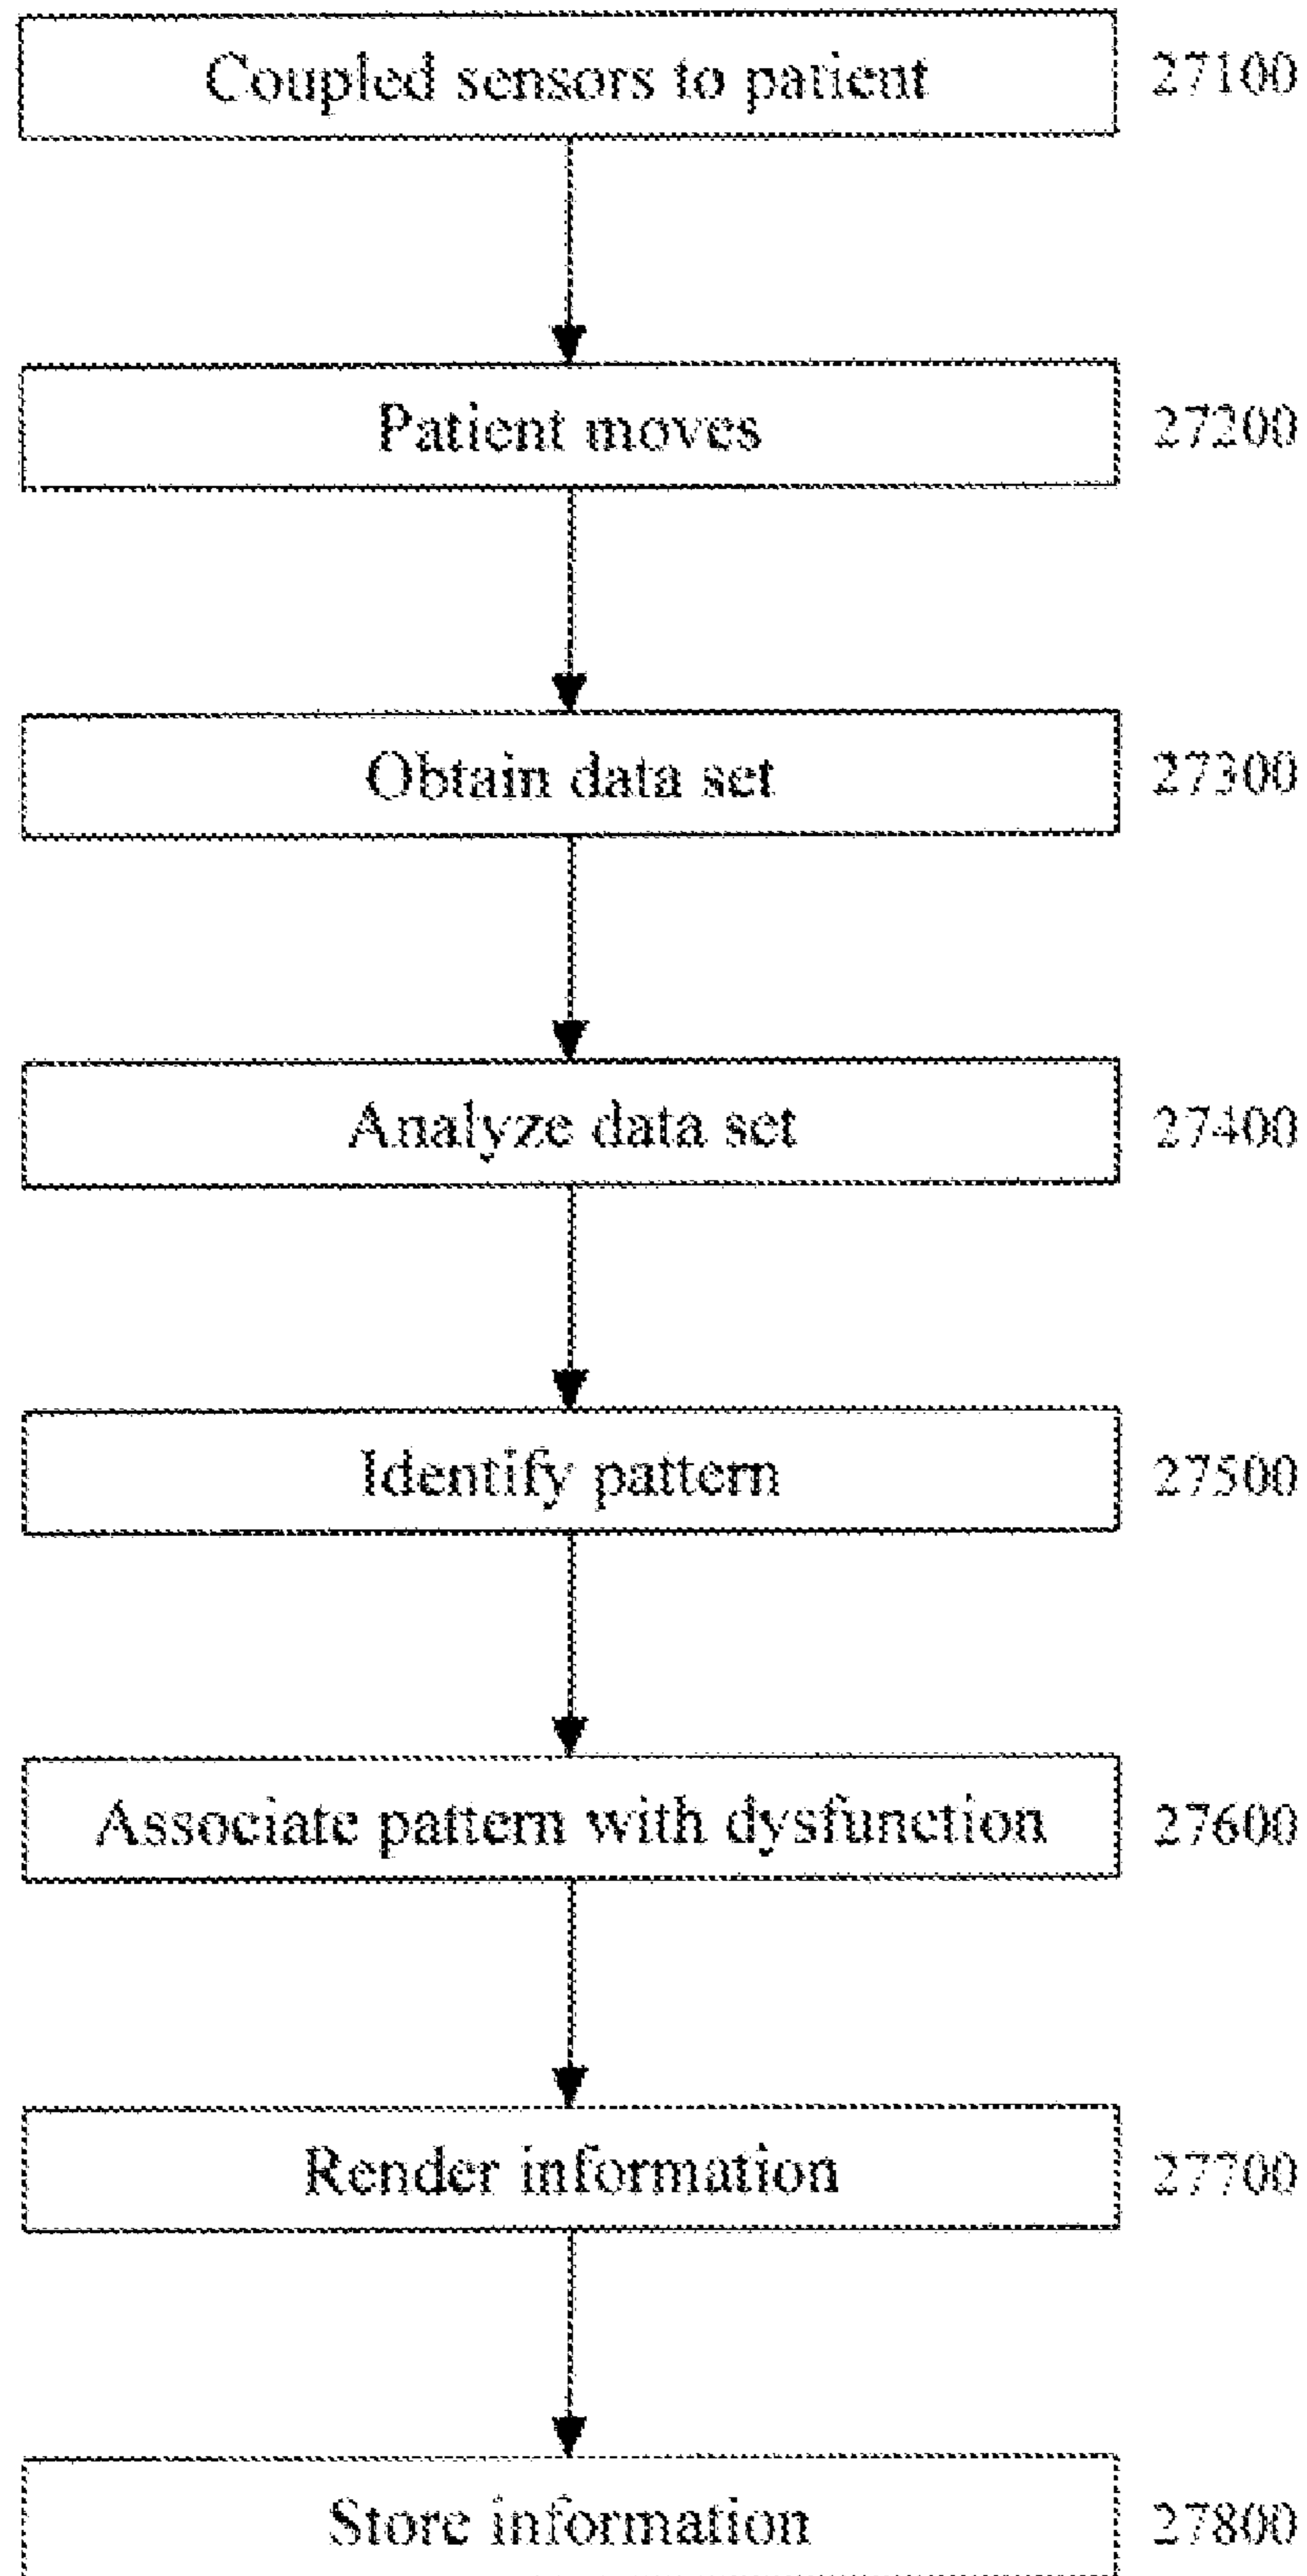 Coupled sensors to patient 27100
Patient moves 27200
Obtain data set 27300
Analyze data set 27400
Identify pattern 27500
Associate pattern with dysfunction 27600
Render information 27700
Store information 27800